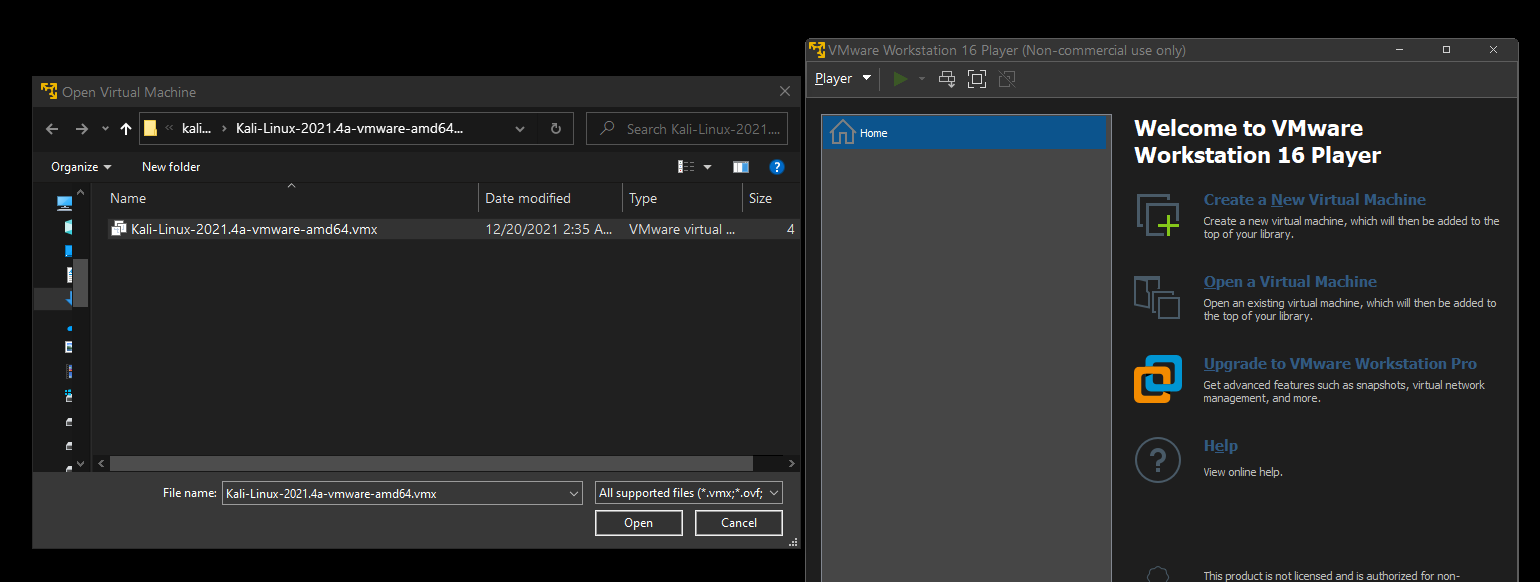 Open Virtual Machine
« kali... › Kali-Linux-2021.4a-vmware-amd64...
Search Kali-Linux-2021....
Organize
New folder
?
Name
Date modified
Type
Size
Kali-Linux-2021.4a-vmware-amd64.vmx
12/20/2021 2:35 A...
VMware virtual ...
4
File name:
Kali-Linux-2021.4a-vmware-amd64.vmx
All supported files (*.vmx;*.ovf;
Open
Cancel
VMware Workstation 16 Player (Non-commercial use only)
Player
Home
Welcome to VMware
Workstation 16 Player
Create a New Virtual Machine
Create a new virtual machine, which will then be added to the
top of your library.
Open a Virtual Machine
Open an existing virtual machine, which will then be added to
the top of your library.
Upgrade to VMware Workstation Pro
Get advanced features such as snapshots, virtual network
management, and more.
?
Help
View online help.
This product is not licensed and is authorized for non-